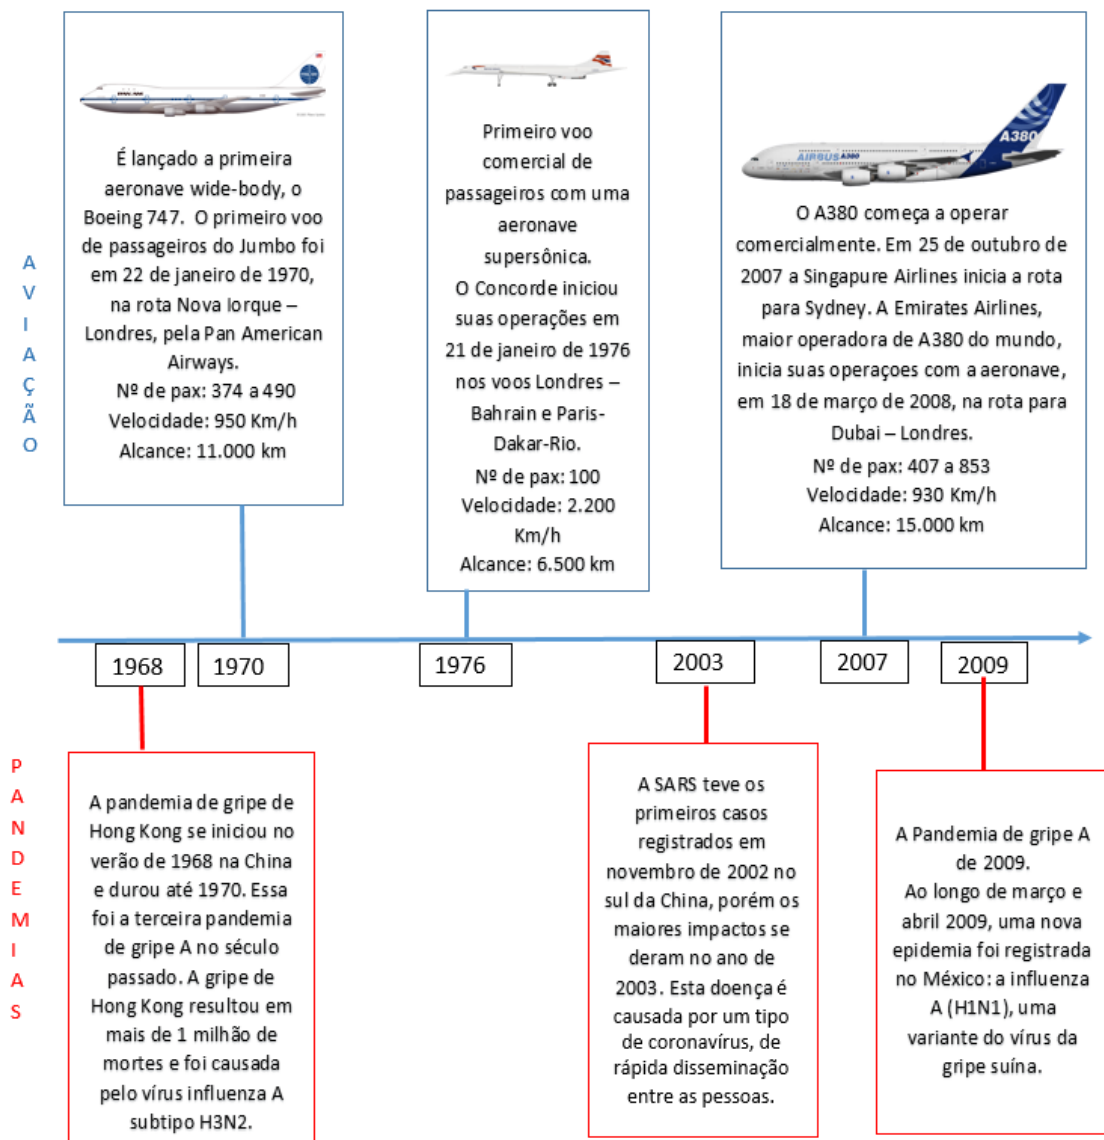 AVIAÇÃO
PAN AM
É lançado a primeira
aeronave wide-body, o
Boeing 747. O primeiro voo
de passageiros do Jumbo foi
em 22 de janeiro de 1970,
na rota Nova Iorque –
Londres, pela Pan American
Airways.
Nº de pax: 374 a 490
Velocidade: 950 Km/h
Alcance: 11.000 km
Primeiro voo
comercial de
passageiros com uma
aeronave
supersônica.
O Concorde iniciou
suas operações em
21 de janeiro de 1976
nos voos Londres –
Bahrain e Paris-
Dakar-Rio.
Nº de pax: 100
Velocidade: 2.200
Km/h
Alcance: 6.500 km
A380
AIRBUS A380
O A380 começa a operar
comercialmente. Em 25 de outubro de
2007 a Singapure Airlines inicia a rota
para Sydney. A Emirates Airlines,
maior operadora de A380 do mundo,
inicia suas operaçoes com a aeronave,
em 18 de março de 2008, na rota para
Dubai – Londres.
Nº de pax: 407 a 853
Velocidade: 930 Km/h
Alcance: 15.000 km
1968
1970
1976
2003
2007
2009
PANDEMIAS
A pandemia de gripe de
Hong Kong se iniciou no
verão de 1968 na China
e durou até 1970. Essa
foi a terceira pandemia
de gripe A no século
passado. A gripe de
Hong Kong resultou em
mais de 1 milhão de
mortes e foi causada
pelo vírus influenza A
subtipo H3N2.
A SARS teve os
primeiros casos
registrados em
novembro de 2002 no
sul da China, porém os
maiores impactos se
deram no ano de
2003. Esta doença é
causada por um tipo
de coronavírus, de
rápida disseminação
entre as pessoas.
A Pandemia de gripe A
de 2009.
Ao longo de março e
abril 2009, uma nova
epidemia foi registrada
no México: a influenza
A (H1N1), uma
variante do vírus da
gripe suína.